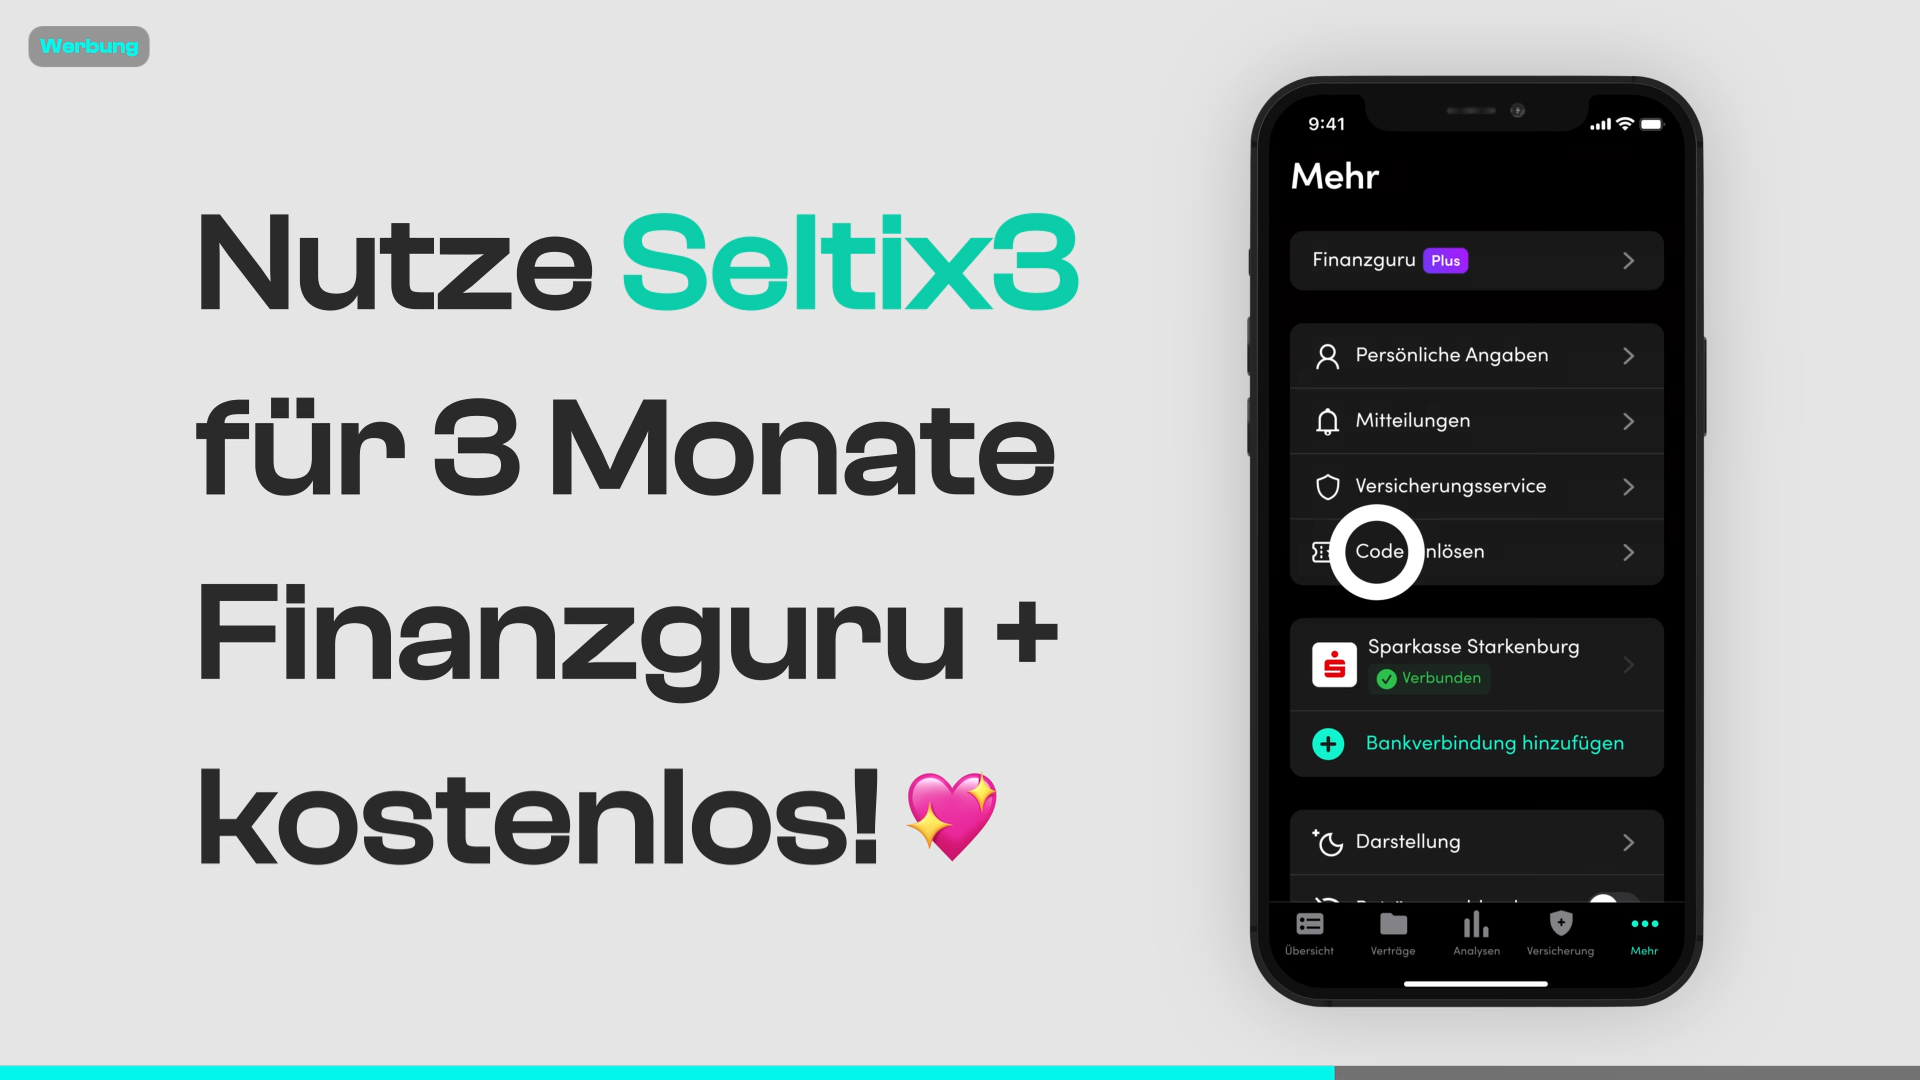 Werbung
Nutze Seltix3
für 3 Monate
Finanzguru +
kostenlos! 💖
9:41
Mehr
Finanzguru Plus
Persönliche Angaben
Mitteilungen
Versicherungsservice
Code nlösen
Sparkasse Starkenburg
Verbunden
Bankverbindung hinzufügen
Darstellung
Übersicht
Verträge
Analysen
Versicherung
Mehr